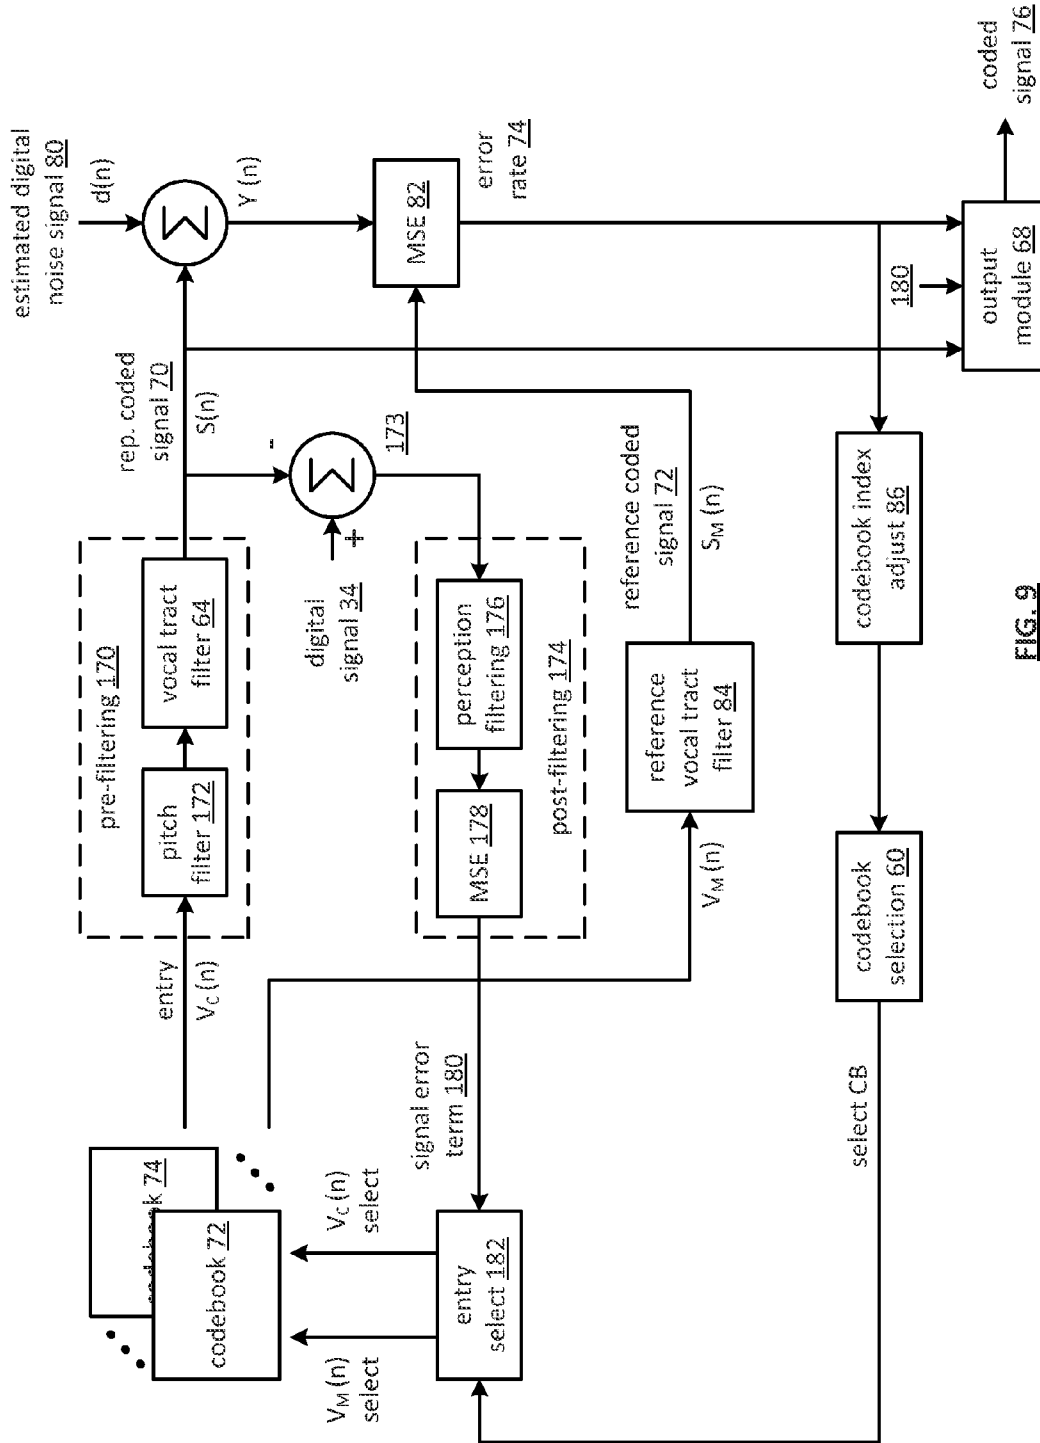 estimated digital
noise signal 80
d(n)
Σ
Y (n)
rep. coded
signal 70
S(n)
pre-filtering 170
pitch
filter 172
vocal tract
filter 64
entry
V_C (n)
codebook 74
codebook 72
-
+
Σ
173
digital
signal 34
perception
filtering 176
MSE 178
post-filtering 174
signal error
term 180
V_C (n)
select
V_M (n)
select
entry
select 182
MSE 82
error
rate 74
reference coded
signal 72
S_M (n)
reference
vocal tract
filter 84
V_M (n)
180
output
module 68
coded
signal 76
codebook index
adjust 86
codebook
selection 60
select CB
FIG. 9